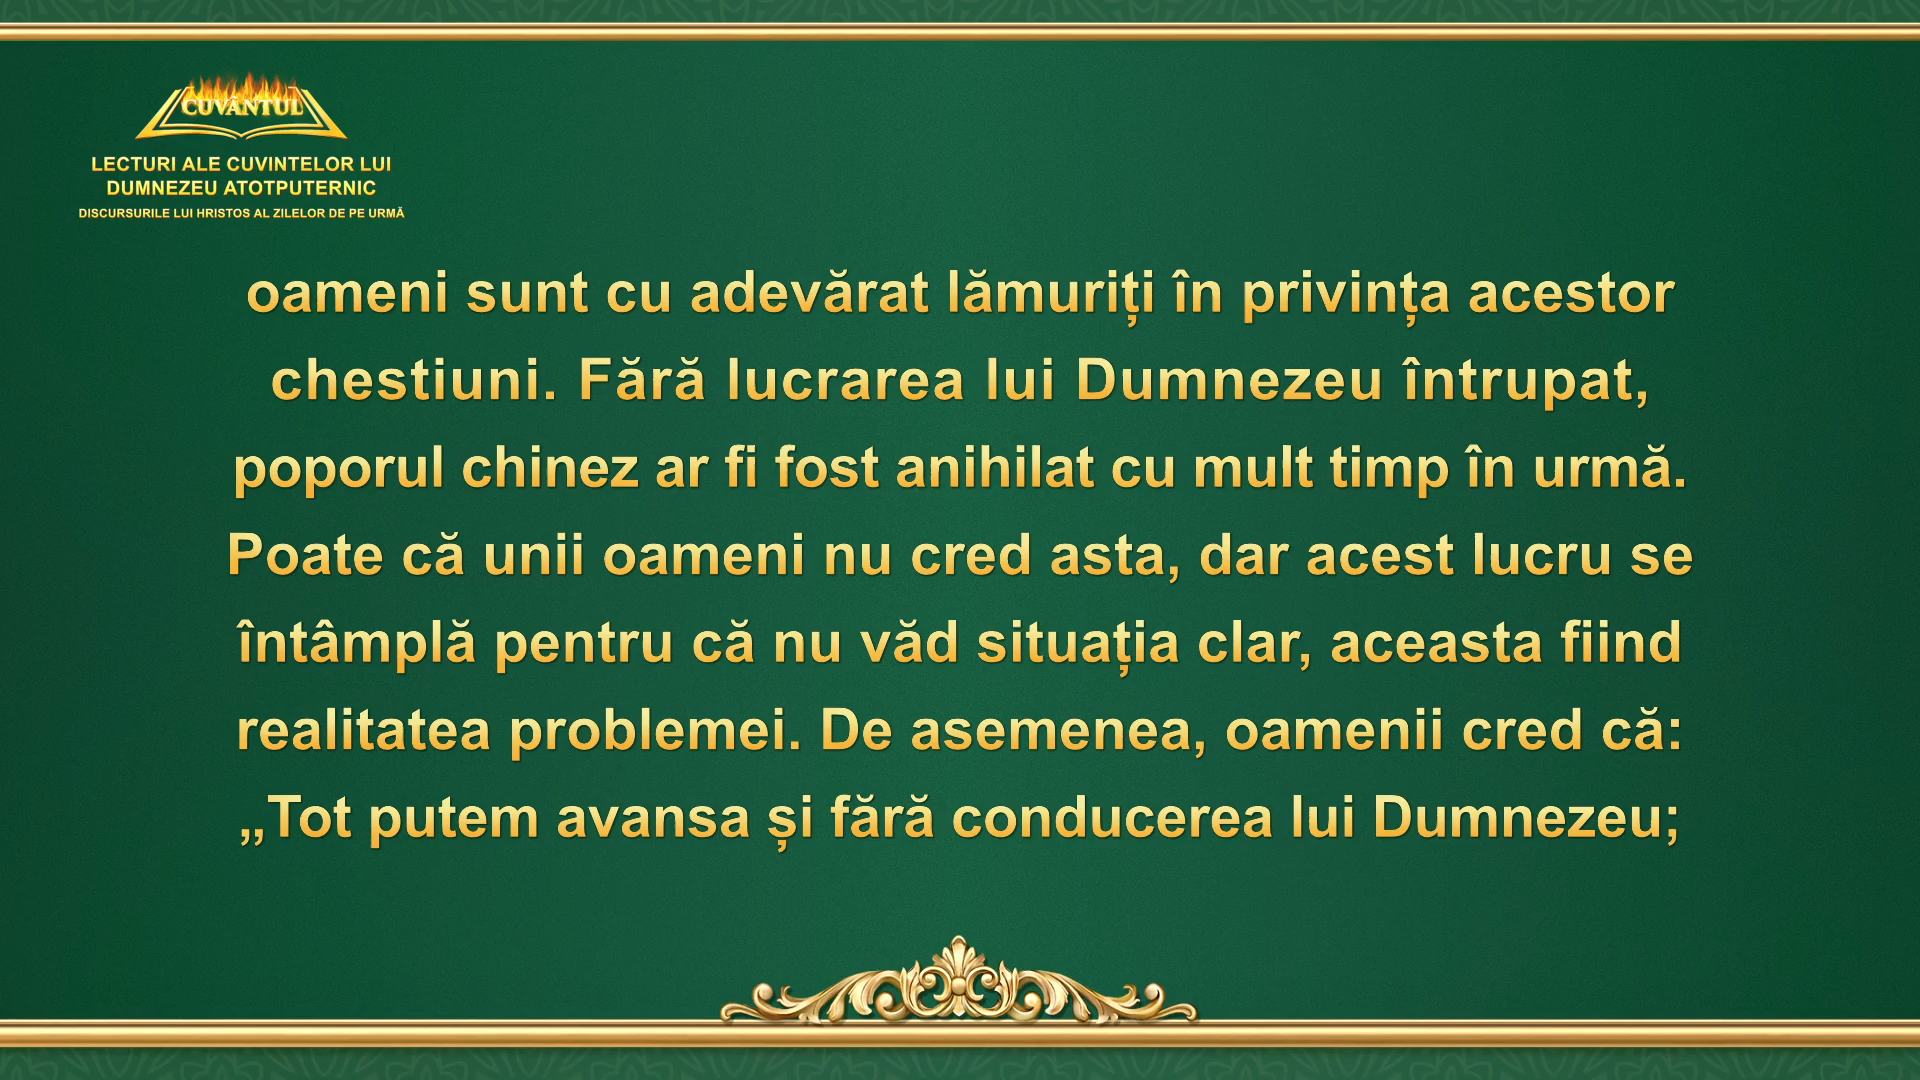 CUVÂNTUL
LECTURI ALE CUVINTELOR LUI
DUMNEZEU ATOTPUTERNIC
DISCURSURILE LUI HRISTOS AL ZILELOR DE PE URMĂ
oameni sunt cu adevărat lămuriți în privința acestor
chestiuni. Fără lucrarea lui Dumnezeu întrupat,
poporul chinez ar fi fost anihilat cu mult timp în urmă.
Poate că unii oameni nu cred asta, dar acest lucru se
întâmplă pentru că nu văd situația clar, aceasta fiind
realitatea problemei. De asemenea, oamenii cred că:
„Tot putem avansa și fără conducerea lui Dumnezeu;